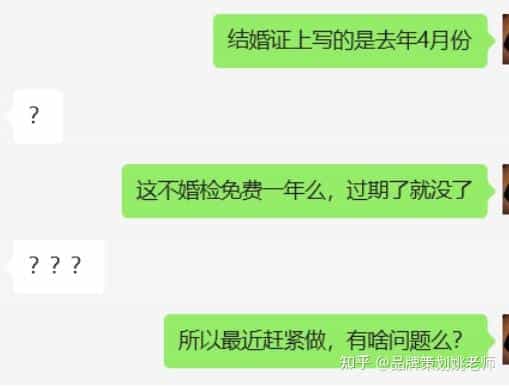 结婚证上写的是去年4月份
？
这不婚检免费一年么，过期了就没了
？？？
所以最近赶紧做，有啥问题么？
知乎 @品牌策划姚老师